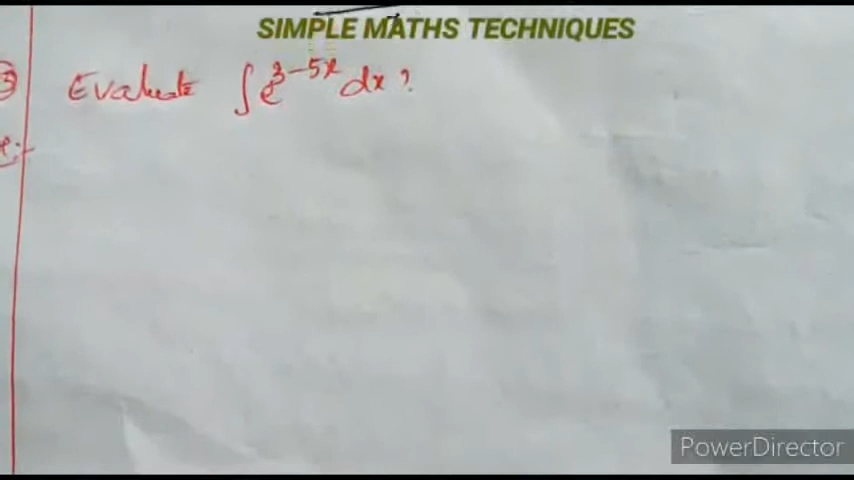 SIMPLE MATHS TECHNIQUES
Evaluate ∫e^{3-5x} dx ?
PowerDirector